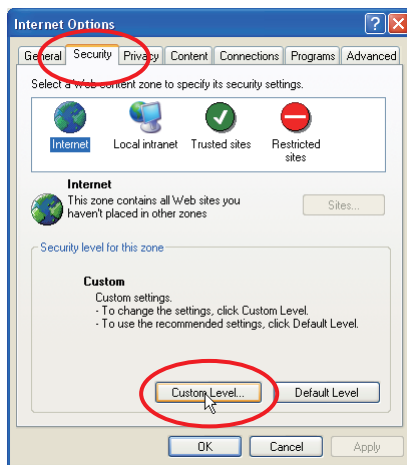 Internet Options
General Security Privacy Content Connections Programs Advanced
Select a Web content zone to specify its security settings.
Internet Local intranet Trusted sites Restricted sites
Internet
This zone contains all Web sites you
haven't placed in other zones
Sites...
Security level for this zone
Custom
Custom settings.
- To change the settings, click Custom Level.
- To use the recommended settings, click Default Level.
Custom Level... Default Level
OK Cancel Apply